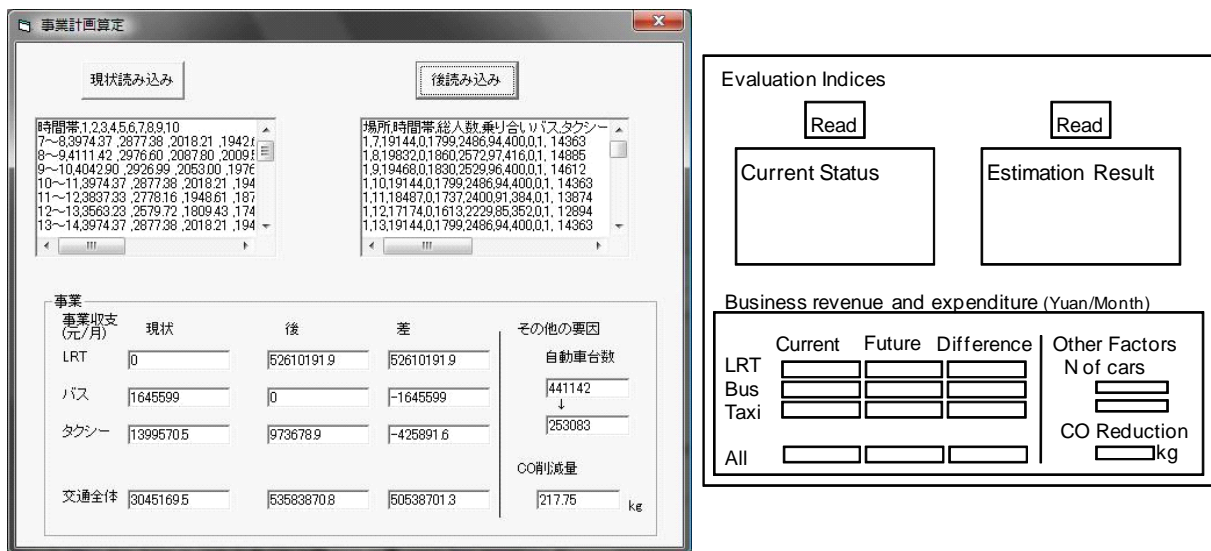 事業計画算定
現状読み込み
後読み込み
時間帯,1,2,3,4,5,6,7,8,9,10
7～8,3974.37 ,2877.38 ,2018.21 ,1942.
8～9,4111.42 ,2976.60 ,2087.80 ,2009.
9～10,4042.90 ,2926.99 ,2053.00 ,1976
10～11,3974.37 ,2877.38 ,2018.21 ,194
11～12,3837.33 ,2778.16 ,1948.61 ,187
12～13,3563.23 ,2579.72 ,1809.43 ,174
13～14,3974.37 ,2877.38 ,2018.21 ,194
場所,時間帯,総人数,乗り合いバス,タクシー
1,7,19144,0,1799,2486,94,400,0,1, 14363
1,8,19832,0,1860,2572,97,416,0,1, 14885
1,9,19468,0,1830,2529,96,400,0,1, 14612
1,10,19144,0,1799,2486,94,400,0,1, 14363
1,11,18487,0,1737,2400,91,384,0,1, 13874
1,12,17174,0,1613,2229,85,352,0,1, 12894
1,13,19144,0,1799,2486,94,400,0,1, 14363
事業
事業収支
(元/月)
現状 後 差 その他の要因
LRT 0 52610191.9 52610191.9 自動車台数
441142
↓
バス 1645599 0 -1645599
253083
タクシー 1399570.5 973678.9 -425891.6
CO削減量
交通全体 3045169.5 53583870.8 50538701.3 217.75 kg
Evaluation Indices
Read Read
Current Status Estimation Result
Business revenue and expenditure (Yuan/Month)
Current Future Difference Other Factors
LRT N of cars
Bus
Taxi
CO Reduction
All kg